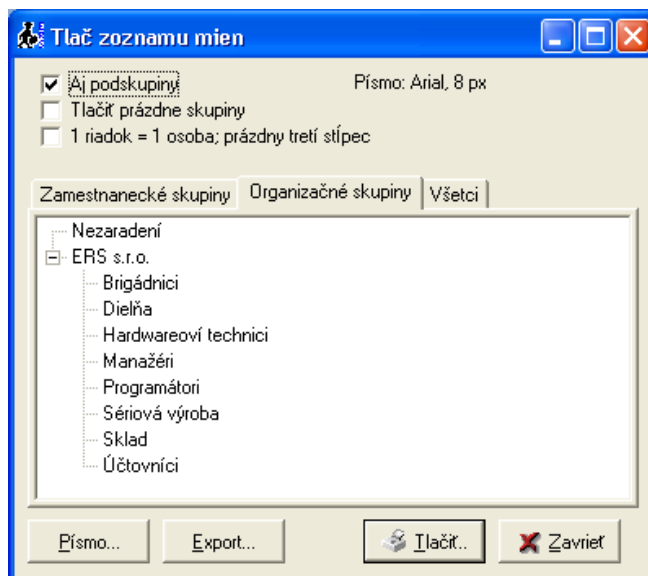 Tlač zoznamu mien
Aj podskupiny
Písmo: Arial, 8 px
Tlačiť prázdne skupiny
1 riadok = 1 osoba; prázdny tretí stĺpec
Zamestnanecké skupiny
Organizačné skupiny
Všetci
Nezaradení
ERS s.r.o.
Brigádnici
Dielňa
Hardwareoví technici
Manažéri
Programátori
Sériová výroba
Sklad
Účtovníci
Písmo...
Export...
Tlačiť..
Zavrieť